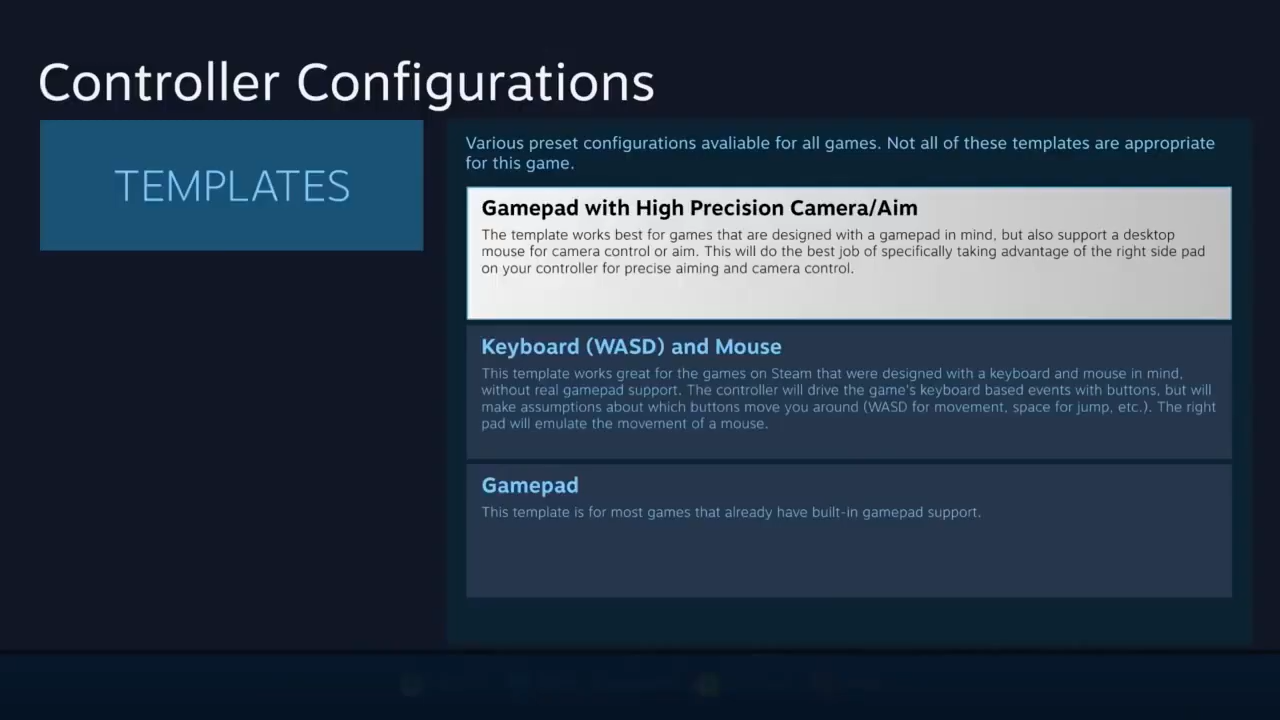 Controller Configurations
TEMPLATES
Various preset configurations avaliable for all games. Not all of these templates are appropriate
for this game.
Gamepad with High Precision Camera/Aim
The template works best for games that are designed with a gamepad in mind, but also support a desktop
mouse for camera control or aim. This will do the best job of specifically taking advantage of the right side pad
on your controller for precise aiming and camera control.
Keyboard (WASD) and Mouse
This template works great for the games on Steam that were designed with a keyboard and mouse in mind,
without real gamepad support. The controller will drive the game's keyboard based events with buttons, but will
make assumptions about which buttons move you around (WASD for movement, space for jump, etc.). The right
pad will emulate the movement of a mouse.
Gamepad
This template is for most games that already have built-in gamepad support.